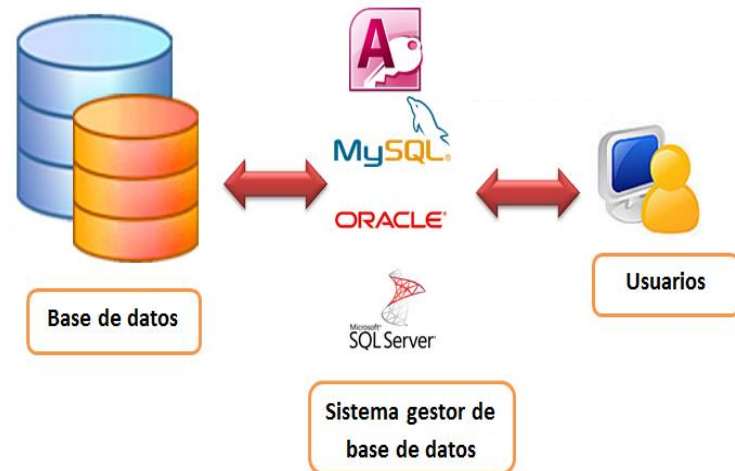 A
MySQL®
ORACLE®
Base de datos
Usuarios
Microsoft®
SQL Server®
Sistema gestor de
base de datos